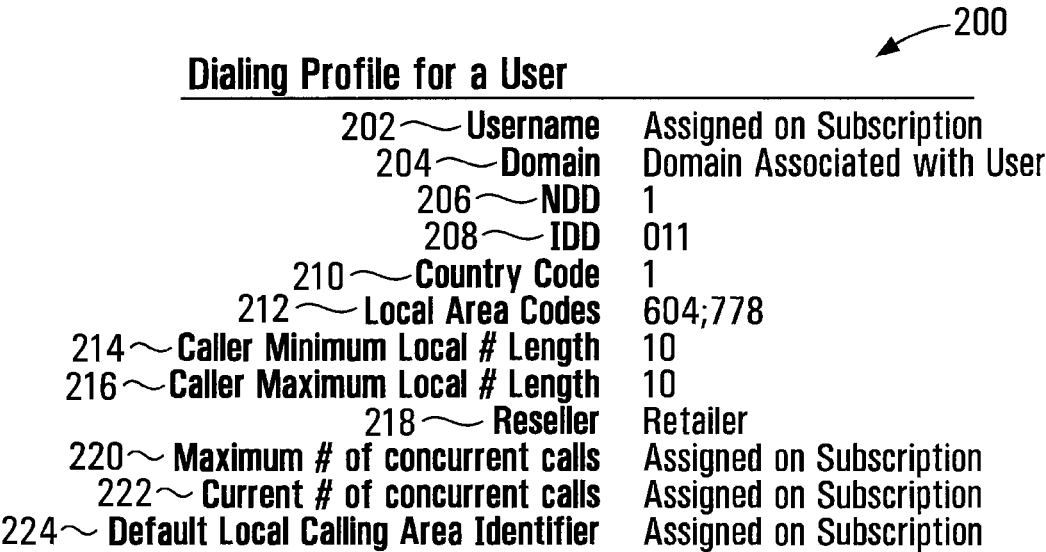 200
Dialing Profile for a User
202 Username Assigned on Subscription
204 Domain Domain Associated with User
206 NDD 1
208 IDD 011
210 Country Code 1
212 Local Area Codes 604;778
214 Caller Minimum Local # Length 10
216 Caller Maximum Local # Length 10
218 Reseller Retailer
220 Maximum # of concurrent calls Assigned on Subscription
222 Current # of concurrent calls Assigned on Subscription
224 Default Local Calling Area Identifier Assigned on Subscription